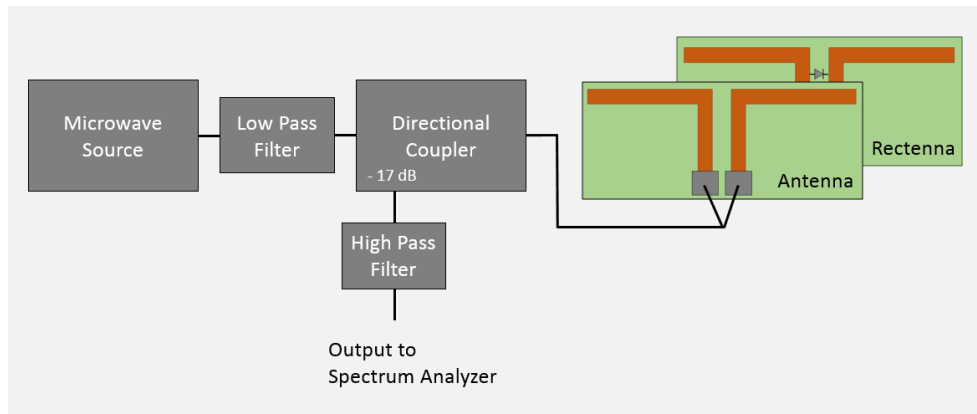 Microwave
Source
Low Pass
Filter
Directional
Coupler
- 17 dB
High Pass
Filter
Output to
Spectrum Analyzer
Antenna
Rectenna